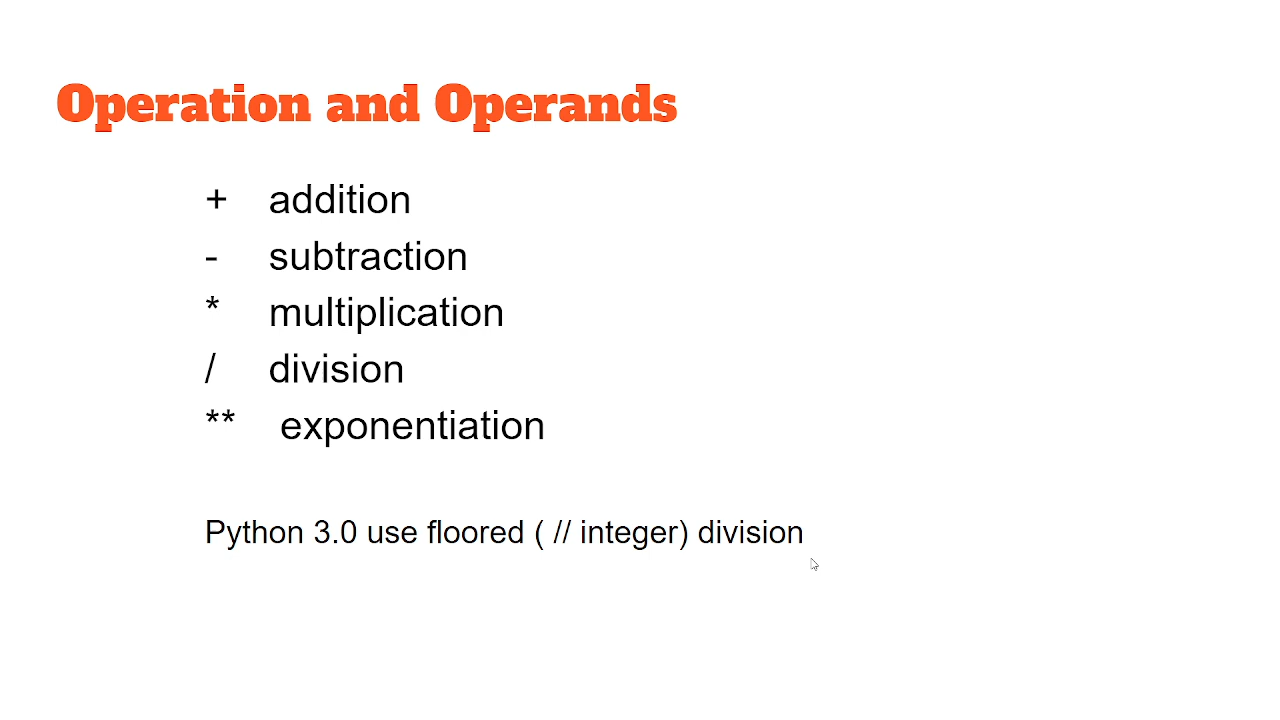 Operation and Operands
+ addition
- subtraction
* multiplication
/ division
** exponentiation
Python 3.0 use floored ( // integer) division